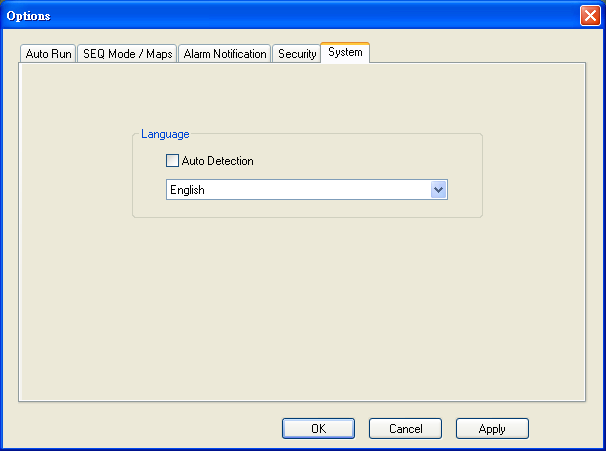 Options
Auto Run SEQ Mode / Maps Alarm Notification Security System
Language
Auto Detection
English
OK Cancel Apply